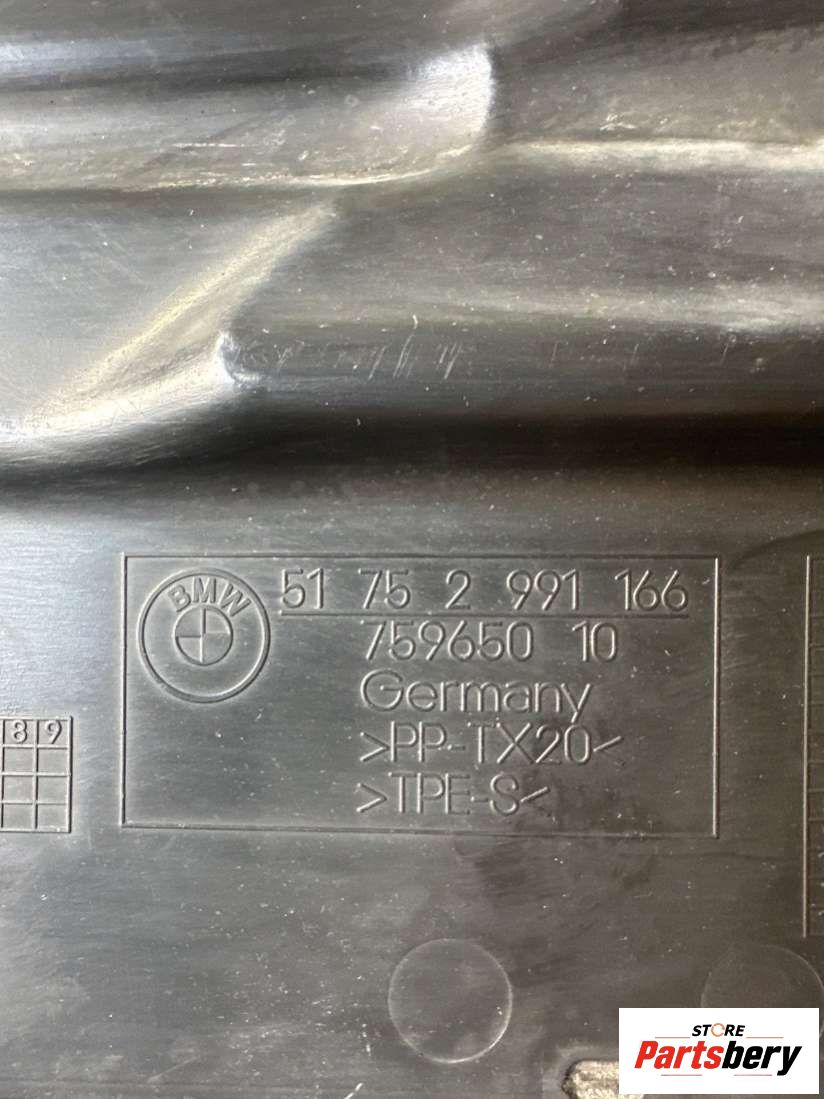 BMW
51 75 2 991 166
759650 10
Germany
>PP-TX20<
>TPE-S<
8 9
STORE
Partsbery